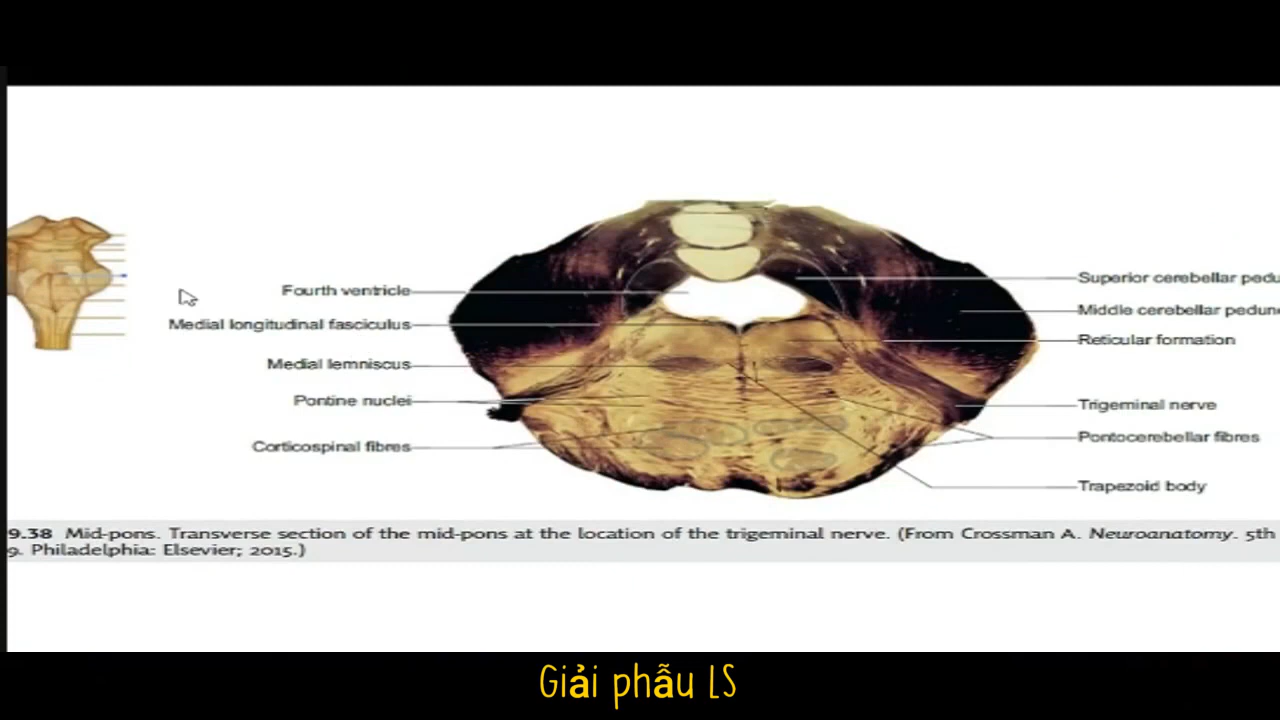 Fourth ventricle
Medial longitudinal fasciculus
Medial lemniscus
Pontine nuclei
Corticospinal fibres
Superior cerebellar pedu
Middle cerebellar pedun
Reticular formation
Trigeminal nerve
Pontocerebellar fibres
Trapezoid body
9.38 Mid-pons. Transverse section of the mid-pons at the location of the trigeminal nerve. (From Crossman A. Neuroanatomy. 5th
9. Philadelphia: Elsevier; 2015.)
Giải phẫu LS